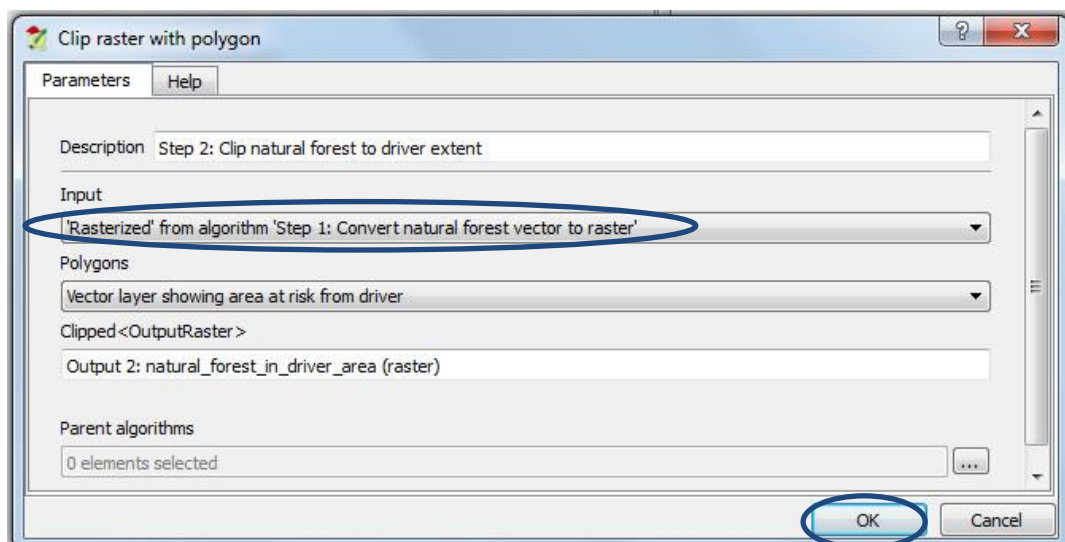 Clip raster with polygon
? X
Parameters Help
Description Step 2: Clip natural forest to driver extent
Input
'Rasterized' from algorithm 'Step 1: Convert natural forest vector to raster'
Polygons
Vector layer showing area at risk from driver
Clipped<OutputRaster>
Output 2: natural_forest_in_driver_area (raster)
Parent algorithms
0 elements selected ...
OK Cancel